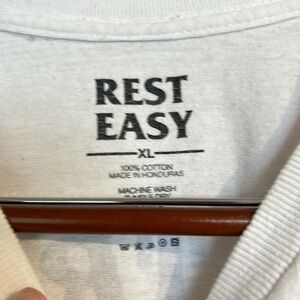 REST
EASY
XL
100% COTTON
MADE IN HONDURAS
MACHINE WASH